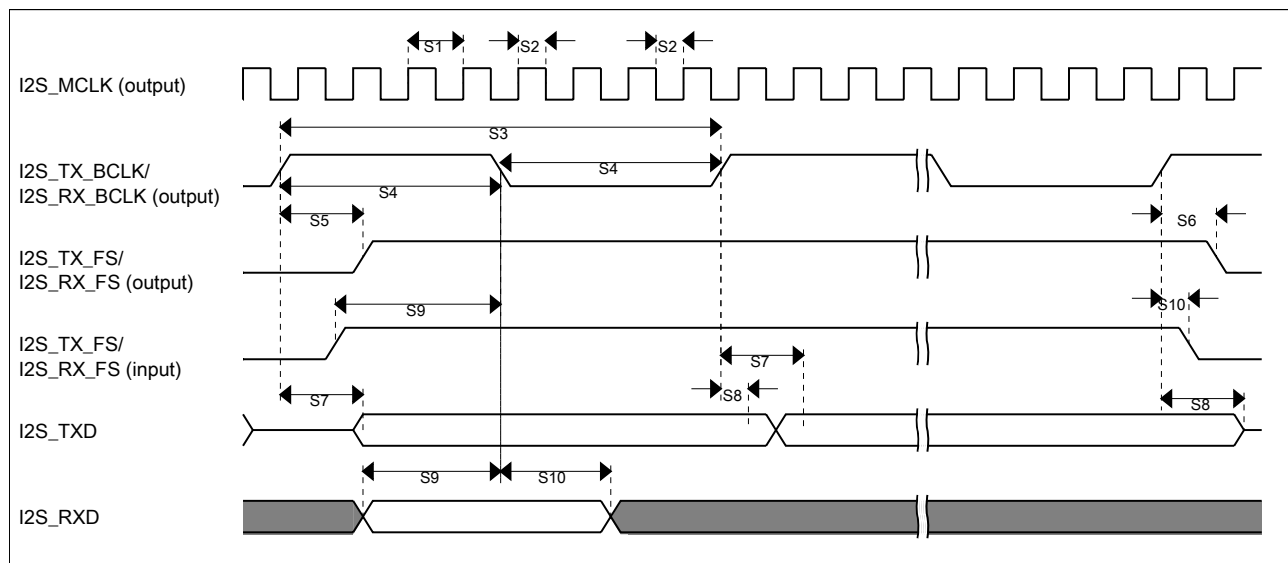 S1
S2
S2
I2S_MCLK (output)
S3
I2S_TX_BCLK/
I2S_RX_BCLK (output)
S4
S4
S5
S6
I2S_TX_FS/
I2S_RX_FS (output)
S9
S10
I2S_TX_FS/
I2S_RX_FS (input)
S7
S7
S8
S8
I2S_TXD
S9
S10
I2S_RXD